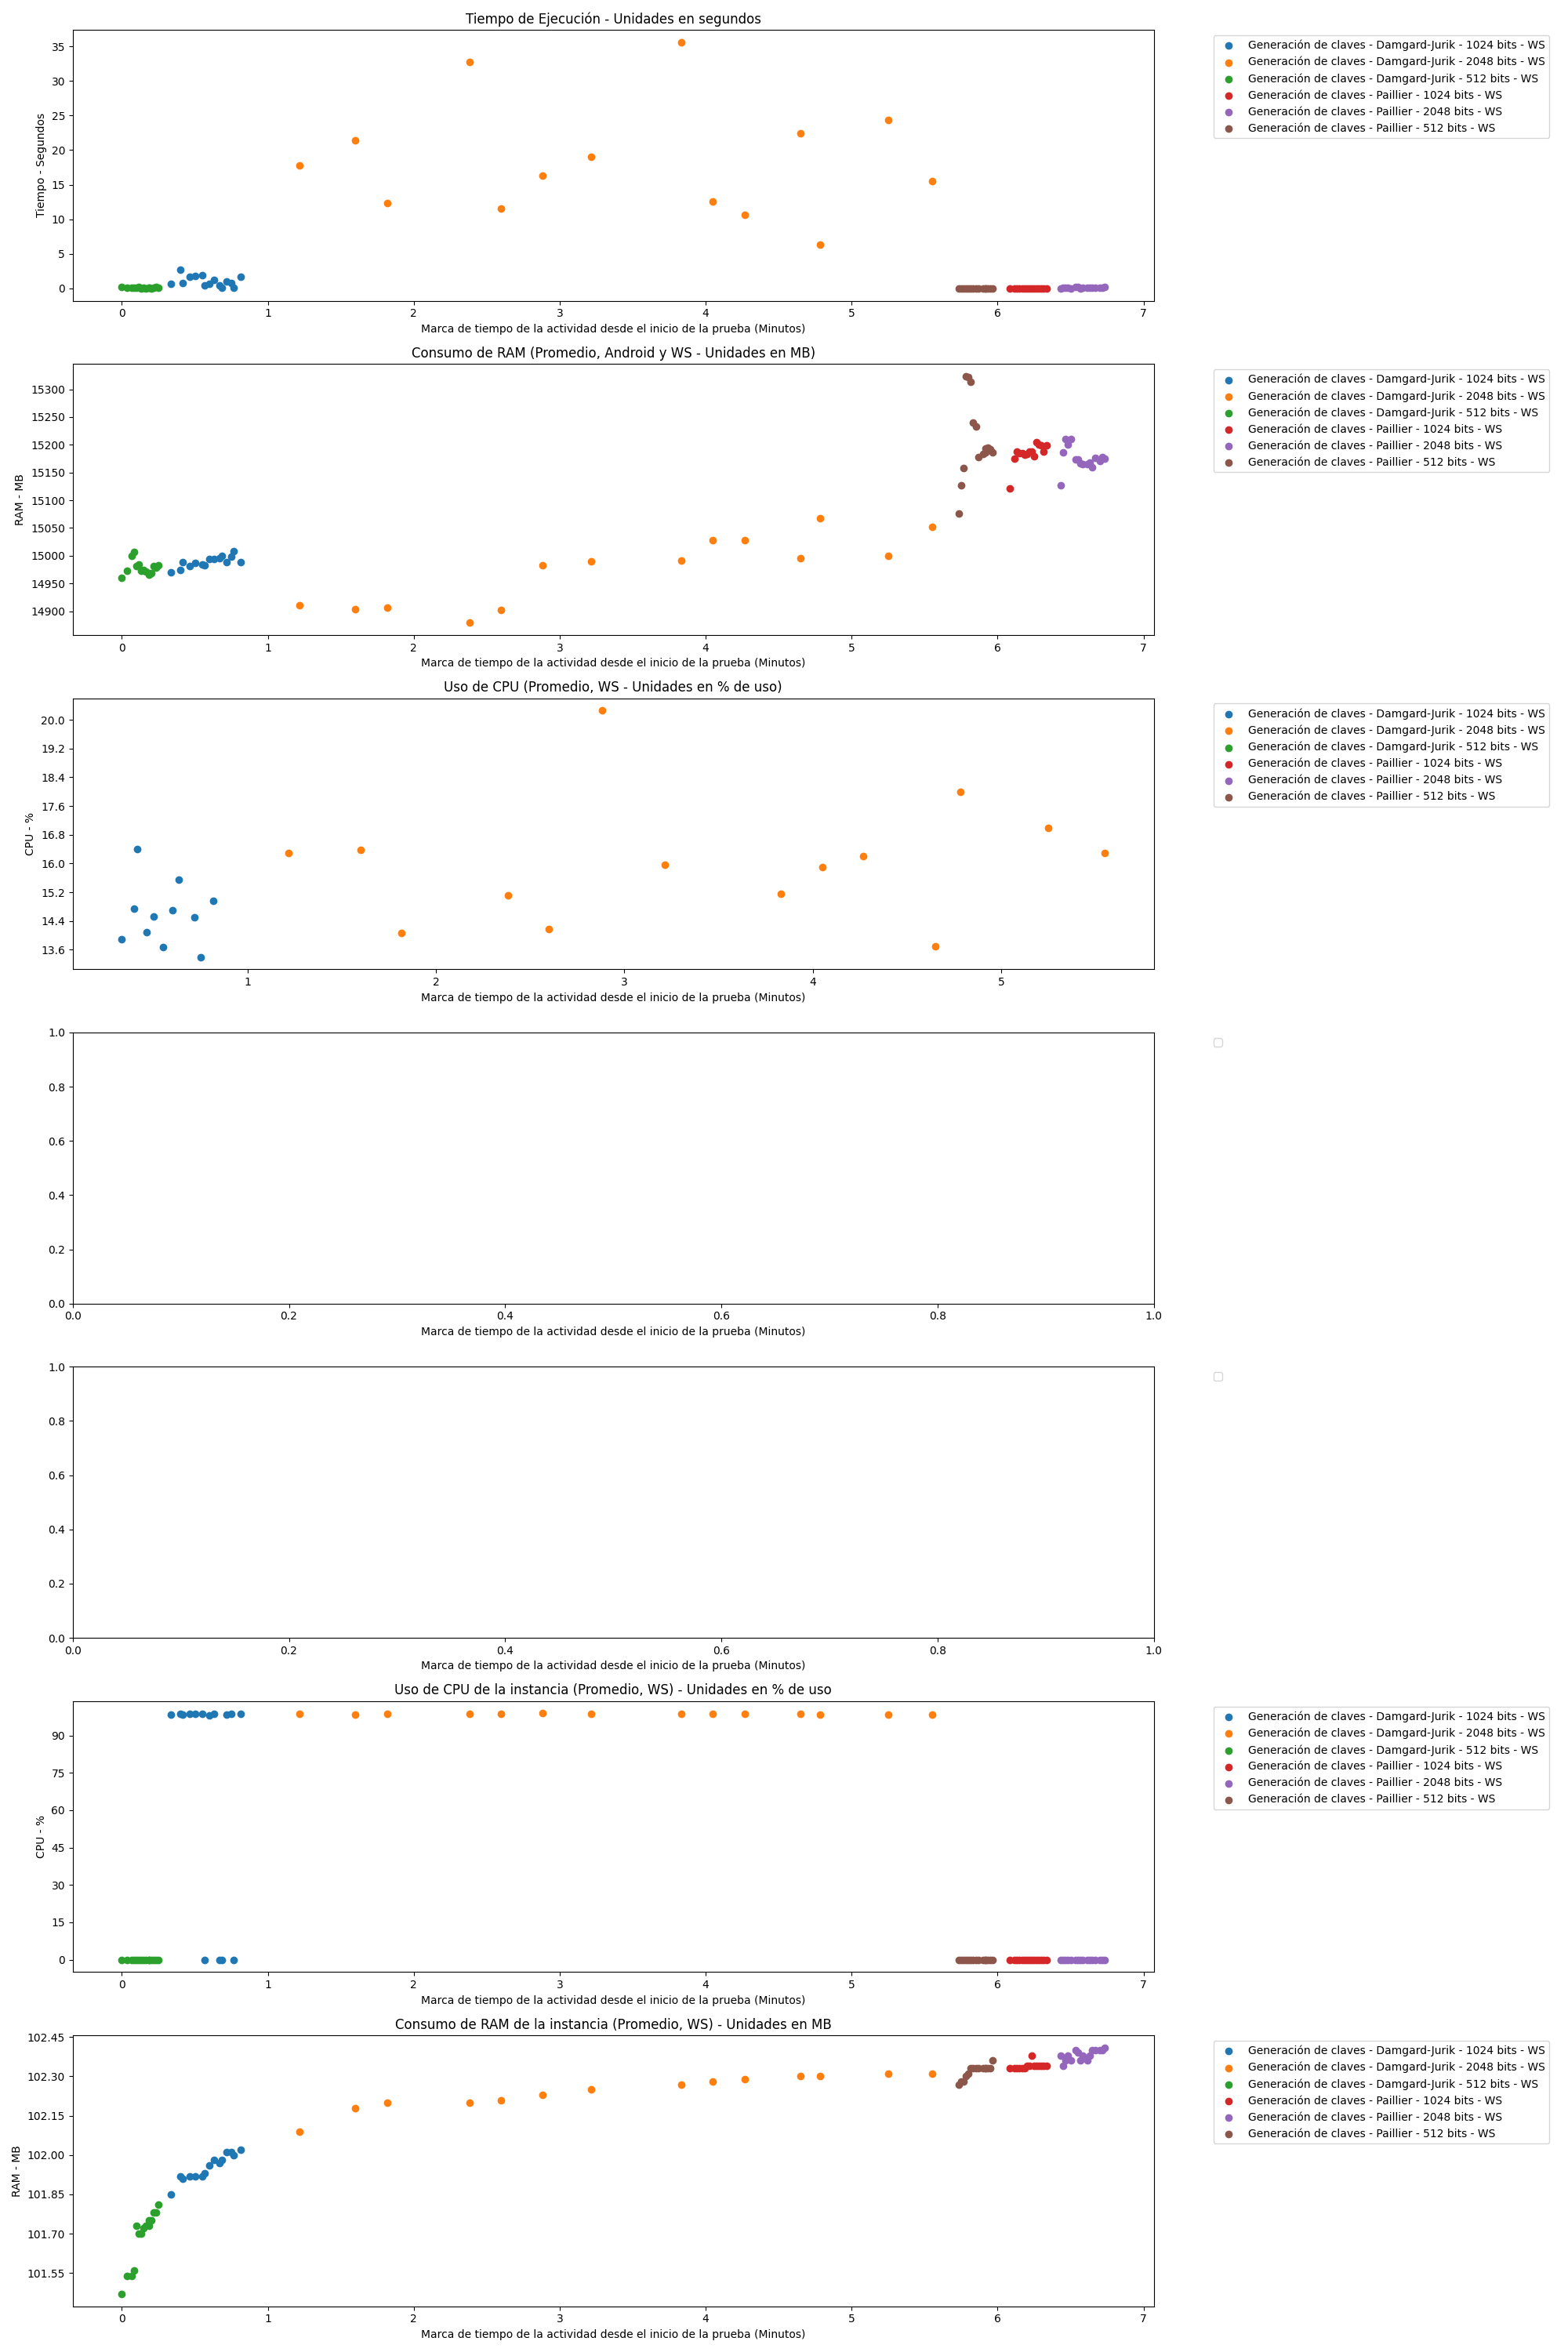 Tiempo de Ejecución - Unidades en segundos
35
30
25
20
15
10
5
0
Tiempo - Segundos
0 1 2 3 4 5 6 7
Marca de tiempo de la actividad desde el inicio de la prueba (Minutos)
Generación de claves - Damgard-Jurik - 1024 bits - WS
Generación de claves - Damgard-Jurik - 2048 bits - WS
Generación de claves - Damgard-Jurik - 512 bits - WS
Generación de claves - Paillier - 1024 bits - WS
Generación de claves - Paillier - 2048 bits - WS
Generación de claves - Paillier - 512 bits - WS
Consumo de RAM (Promedio, Android y WS - Unidades en MB)
15300
15250
15200
15150
15100
15050
15000
14950
14900
RAM - MB
0 1 2 3 4 5 6 7
Marca de tiempo de la actividad desde el inicio de la prueba (Minutos)
Generación de claves - Damgard-Jurik - 1024 bits - WS
Generación de claves - Damgard-Jurik - 2048 bits - WS
Generación de claves - Damgard-Jurik - 512 bits - WS
Generación de claves - Paillier - 1024 bits - WS
Generación de claves - Paillier - 2048 bits - WS
Generación de claves - Paillier - 512 bits - WS
Uso de CPU (Promedio, WS - Unidades en % de uso)
20.0
19.2
18.4
17.6
16.8
16.0
15.2
14.4
13.6
CPU - %
1 2 3 4 5
Marca de tiempo de la actividad desde el inicio de la prueba (Minutos)
Generación de claves - Damgard-Jurik - 1024 bits - WS
Generación de claves - Damgard-Jurik - 2048 bits - WS
Generación de claves - Damgard-Jurik - 512 bits - WS
Generación de claves - Paillier - 1024 bits - WS
Generación de claves - Paillier - 2048 bits - WS
Generación de claves - Paillier - 512 bits - WS
1.0
0.8
0.6
0.4
0.2
0.0
0.0 0.2 0.4 0.6 0.8 1.0
Marca de tiempo de la actividad desde el inicio de la prueba (Minutos)
1.0
0.8
0.6
0.4
0.2
0.0
0.0 0.2 0.4 0.6 0.8 1.0
Marca de tiempo de la actividad desde el inicio de la prueba (Minutos)
Uso de CPU de la instancia (Promedio, WS) - Unidades en % de uso
90
75
60
45
30
15
0
CPU - %
0 1 2 3 4 5 6 7
Marca de tiempo de la actividad desde el inicio de la prueba (Minutos)
Generación de claves - Damgard-Jurik - 1024 bits - WS
Generación de claves - Damgard-Jurik - 2048 bits - WS
Generación de claves - Damgard-Jurik - 512 bits - WS
Generación de claves - Paillier - 1024 bits - WS
Generación de claves - Paillier - 2048 bits - WS
Generación de claves - Paillier - 512 bits - WS
Consumo de RAM de la instancia (Promedio, WS) - Unidades en MB
102.45
102.30
102.15
102.00
101.85
101.70
101.55
RAM - MB
0 1 2 3 4 5 6 7
Marca de tiempo de la actividad desde el inicio de la prueba (Minutos)
Generación de claves - Damgard-Jurik - 1024 bits - WS
Generación de claves - Damgard-Jurik - 2048 bits - WS
Generación de claves - Damgard-Jurik - 512 bits - WS
Generación de claves - Paillier - 1024 bits - WS
Generación de claves - Paillier - 2048 bits - WS
Generación de claves - Paillier - 512 bits - WS